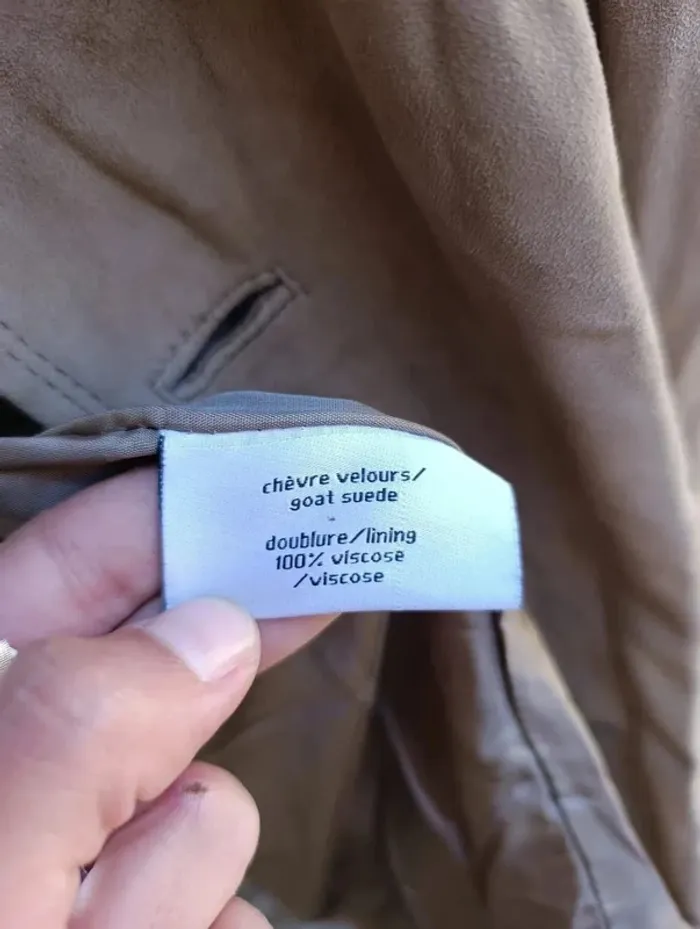 chèvre velours/
goat suede
doublure/lining
100% viscose
/viscose